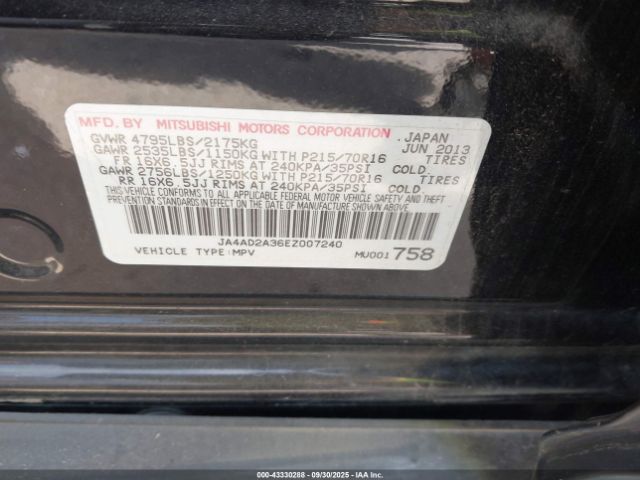 MFD. BY MITSUBISHI MOTORS CORPORATION JAPAN
GVWR 4795LBS/2175KG JUN 2013
GAWR 2535LBS/1150KG WITH P215/70R16 TIRES
FR 16X6.5JJ RIMS AT 240KPA/35PSI COLD
GAWR 2756LBS/1250KG WITH P215/70R16 TIRES
RR 16X6.5JJ RIMS AT 240KPA/35PSI COLD
THIS VEHICLE CONFORMS TO ALL APPLICABLE FEDERAL MOTOR VEHICLE SAFETY AND
THEFT PREVENTION STANDARDS IN EFFECT ON THE DATE OF MANUFACTURE SHOWN
ABOVE.
JA4AD2A36EZ007240
VEHICLE TYPE:MPV MU001 758
000-43330288 - 09/30/2025 - IAA Inc.